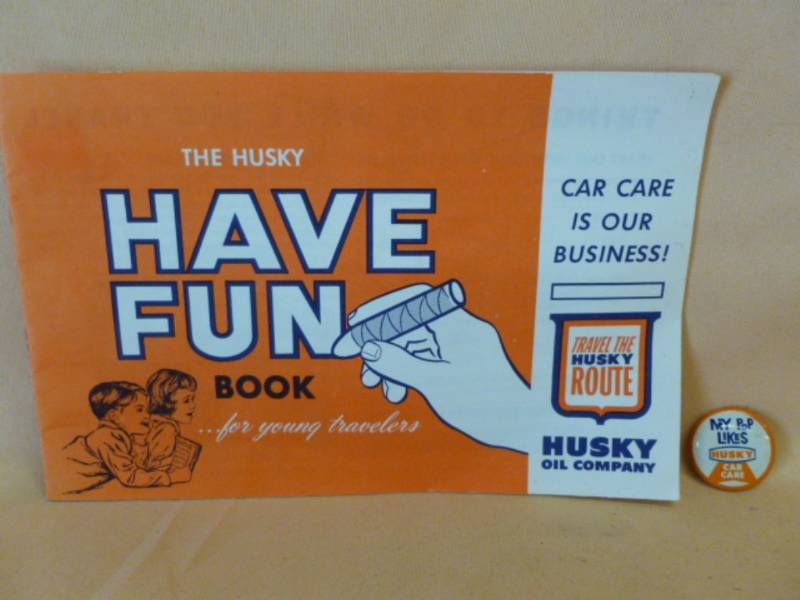 THE HUSKY
HAVE
FUN
BOOK
...for young travelers
CAR CARE
IS OUR
BUSINESS!
TRAVEL THE
HUSKY
ROUTE
HUSKY
OIL COMPANY
MY POP
LIKES
HUSKY
CAR
CARE